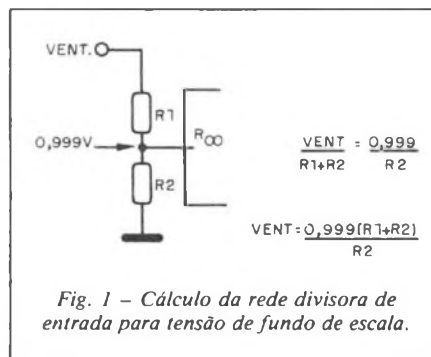 VENT.
R1
0,999V
R∞
R2
VENT = 0,999
R1+R2 R2
VENT=0,999(R1+R2)
R2
Fig. 1 – Cálculo da rede divisora de
entrada para tensão de fundo de escala.